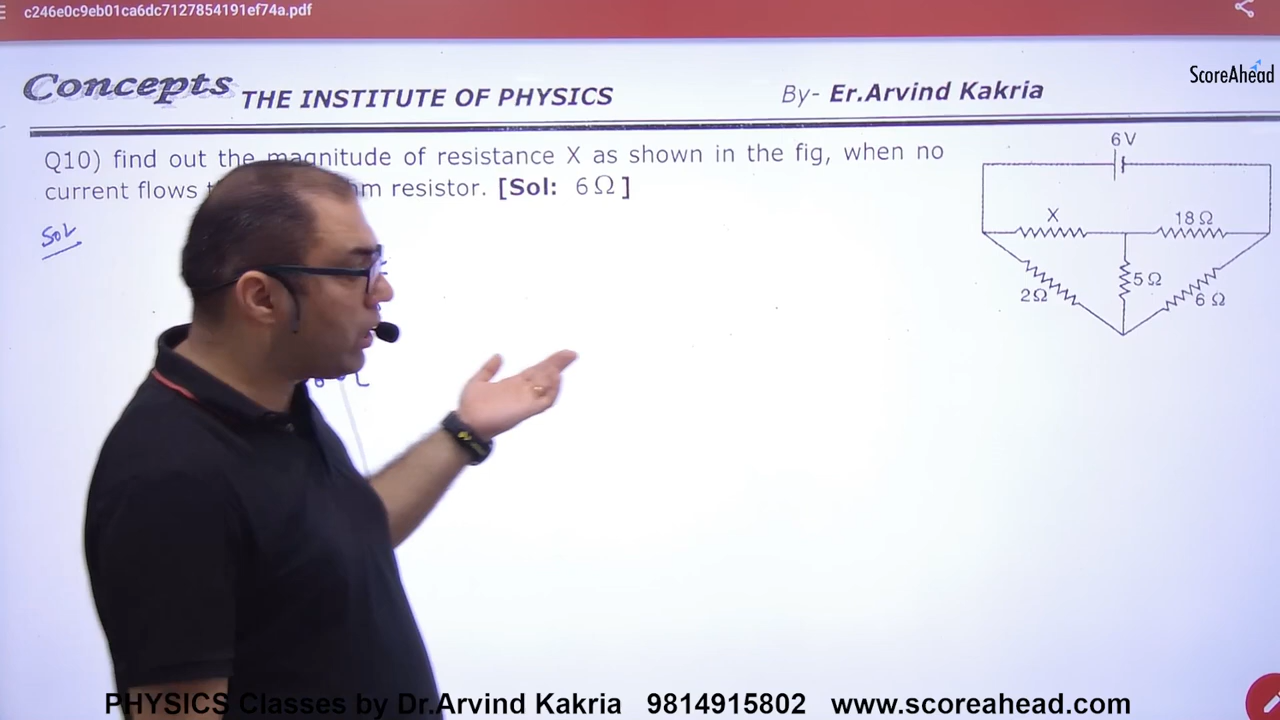 c246e0c9eb01ca6dc7127854191ef74a.pdf
ScoreAhead
Concepts THE INSTITUTE OF PHYSICS By- Er.Arvind Kakria
Q10) find out the magnitude of resistance X as shown in the fig, when no
current flows resistor. [Sol: 6 Ω ]
Sol
6V
X
18 Ω
5 Ω
2 Ω
6 Ω
PHYSICS Classes by Dr.Arvind Kakria 9814915802 www.scoreahead.com